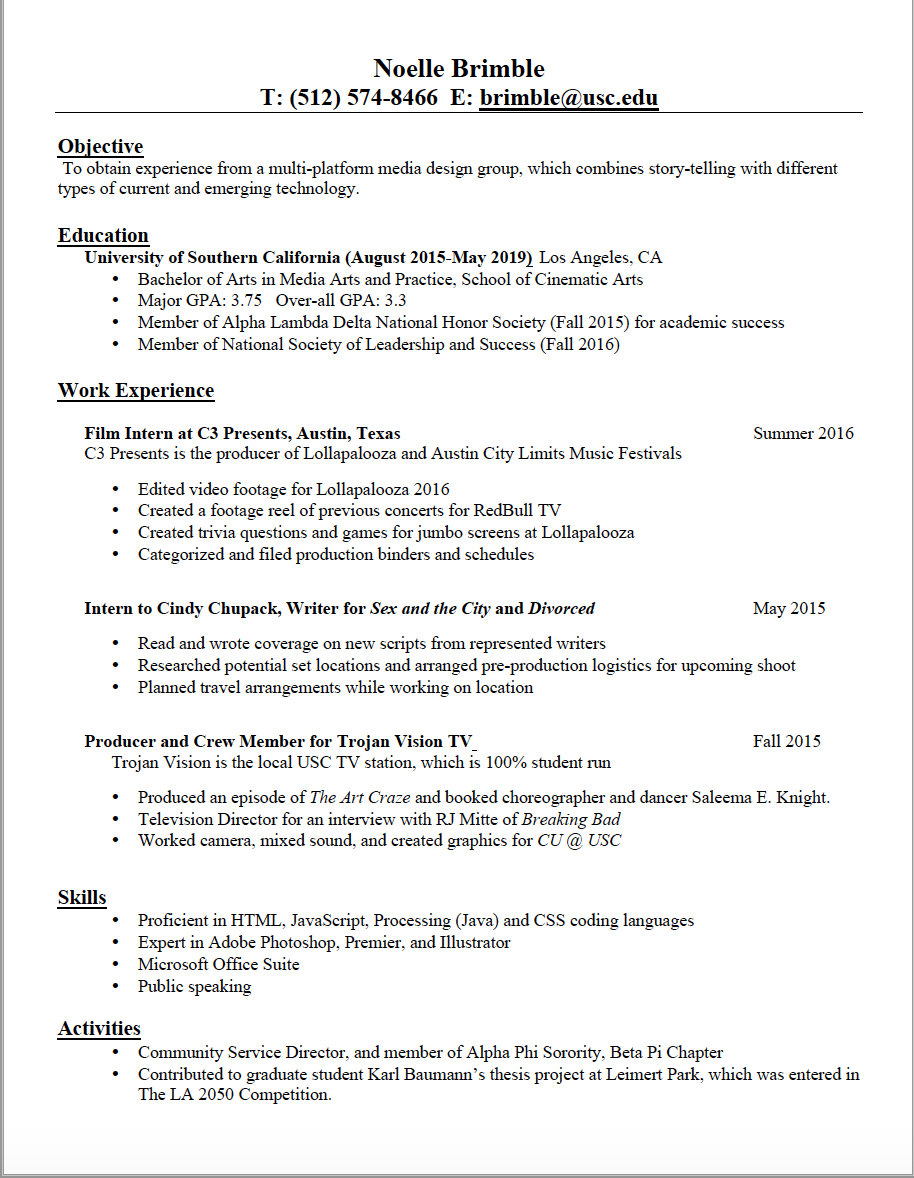 Noelle Brimble
T: (512) 574-8466 E: brimble@usc.edu
Objective
To obtain experience from a multi-platform media design group, which combines story-telling with different
types of current and emerging technology.
Education
University of Southern California (August 2015-May 2019) Los Angeles, CA
• Bachelor of Arts in Media Arts and Practice, School of Cinematic Arts
• Major GPA: 3.75 Over-all GPA: 3.3
• Member of Alpha Lambda Delta National Honor Society (Fall 2015) for academic success
• Member of National Society of Leadership and Success (Fall 2016)
Work Experience
Film Intern at C3 Presents, Austin, Texas Summer 2016
C3 Presents is the producer of Lollapalooza and Austin City Limits Music Festivals
• Edited video footage for Lollapalooza 2016
• Created a footage reel of previous concerts for RedBull TV
• Created trivia questions and games for jumbo screens at Lollapalooza
• Categorized and filed production binders and schedules
Intern to Cindy Chupack, Writer for Sex and the City and Divorced May 2015
• Read and wrote coverage on new scripts from represented writers
• Researched potential set locations and arranged pre-production logistics for upcoming shoot
• Planned travel arrangements while working on location
Producer and Crew Member for Trojan Vision TV Fall 2015
Trojan Vision is the local USC TV station, which is 100% student run
• Produced an episode of The Art Craze and booked choreographer and dancer Saleema E. Knight.
• Television Director for an interview with RJ Mitte of Breaking Bad
• Worked camera, mixed sound, and created graphics for CU @ USC
Skills
• Proficient in HTML, JavaScript, Processing (Java) and CSS coding languages
• Expert in Adobe Photoshop, Premier, and Illustrator
• Microsoft Office Suite
• Public speaking
Activities
• Community Service Director, and member of Alpha Phi Sorority, Beta Pi Chapter
• Contributed to graduate student Karl Baumann's thesis project at Leimert Park, which was entered in
The LA 2050 Competition.